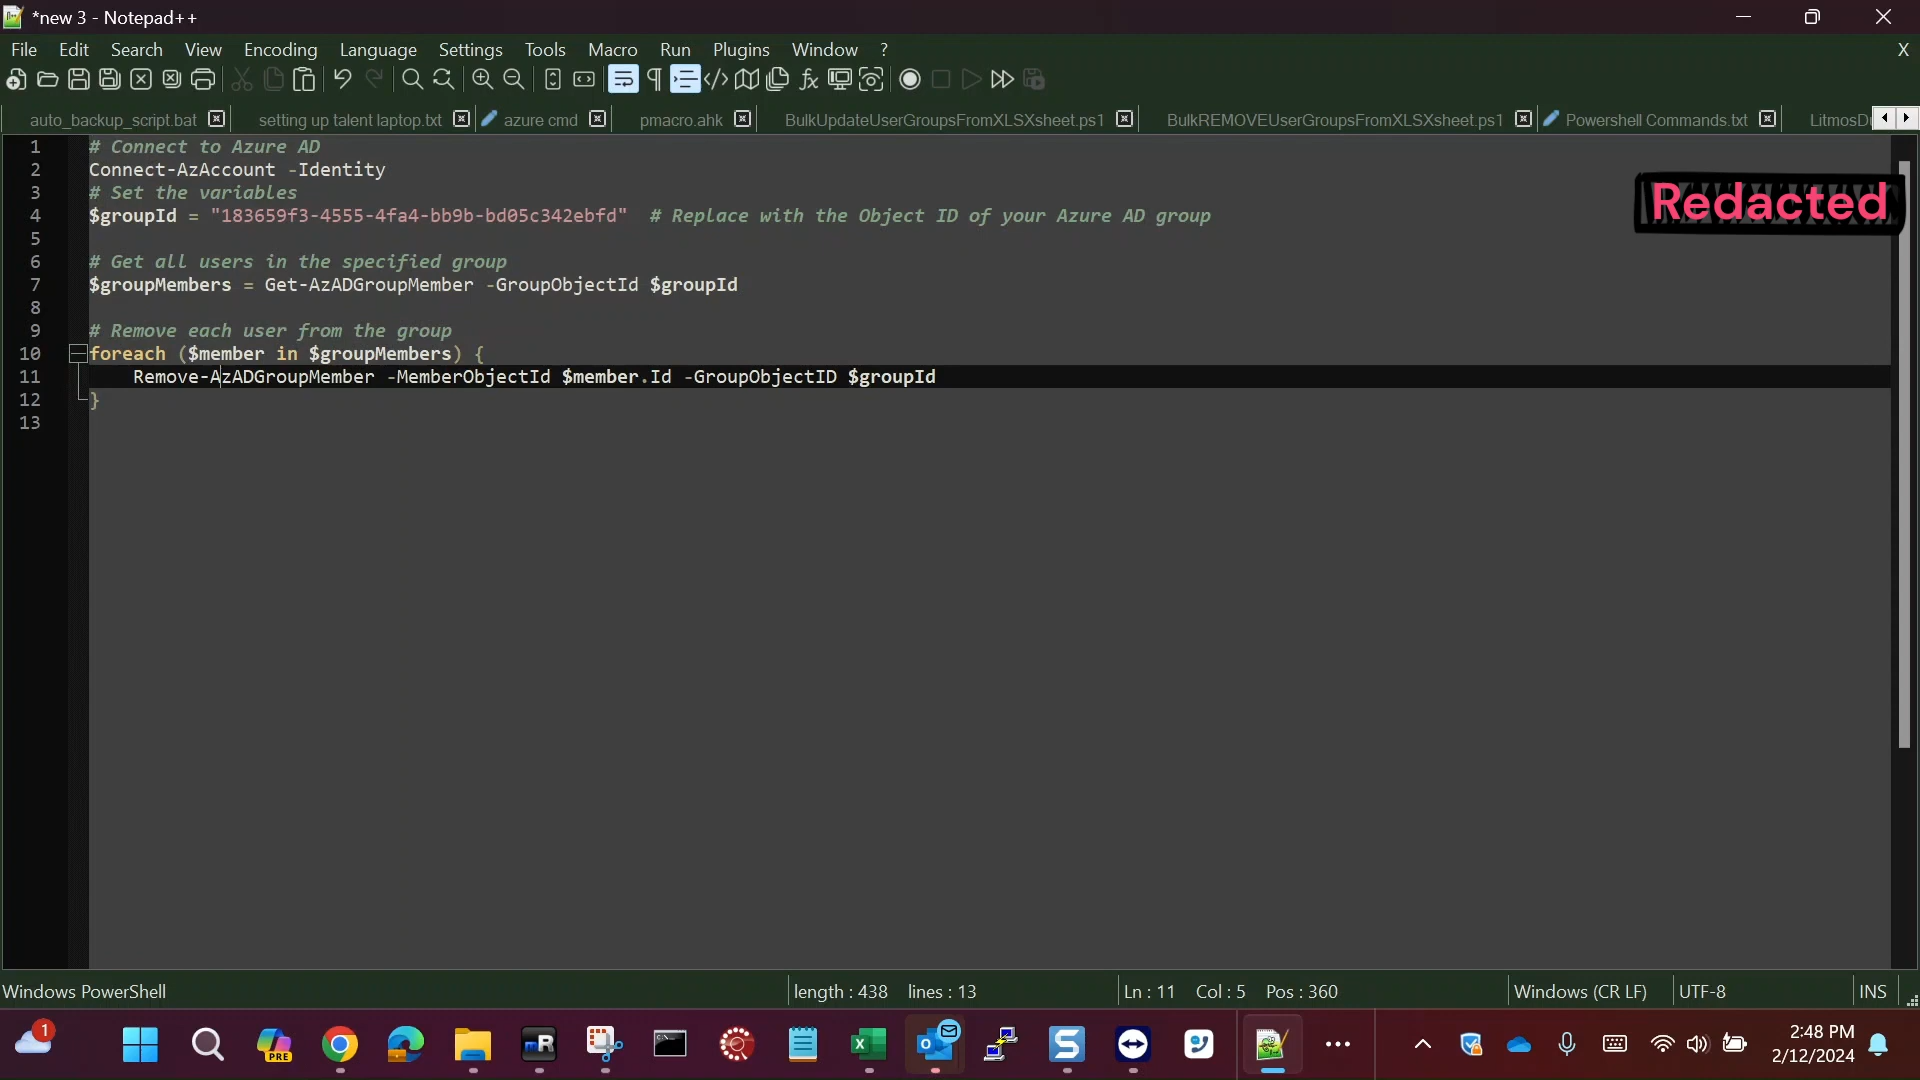 *new 3 - Notepad++
File Edit Search View Encoding Language Settings Tools Macro Run Plugins Window ? X
auto_backup_script.bat setting up talent laptop.txt azure cmd pmacro.ahk BulkUpdateUserGroupsFromXLSXsheet.ps1 BulkREMOVEUserGroupsFromXLSXsheet.ps1 Powershell Commands.txt
1 # Connect to Azure AD
2 Connect-AzAccount -Identity
3 # Set the variables
Redacted
4 $groupId = "183659f3-4555-4fa4-bb9b-bd05c342ebfd" # Replace with the Object ID of your Azure AD group
5
6 # Get all users in the specified group
7 $groupMembers = Get-AzADGroupMember -GroupObjectId $groupId
8
9 # Remove each user from the group
10 foreach ($member in $groupMembers) {
11 Remove-AzADGroupMember -MemberObjectId $member.Id -GroupObjectID $groupId
12 }
13
Windows PowerShell length : 438 lines : 13 Ln : 11 Col : 5 Pos : 360 Windows (CR LF) UTF-8 INS
1 PRE mR 2:48 PM
2/12/2024